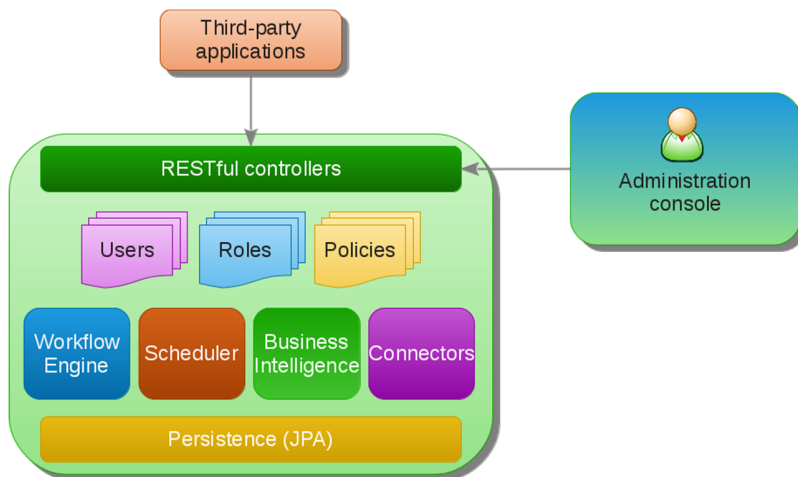 Third-party
applications
RESTful controllers
Administration
console
Users
Roles
Policies
Workflow
Engine
Scheduler
Business
Intelligence
Connectors
Persistence (JPA)